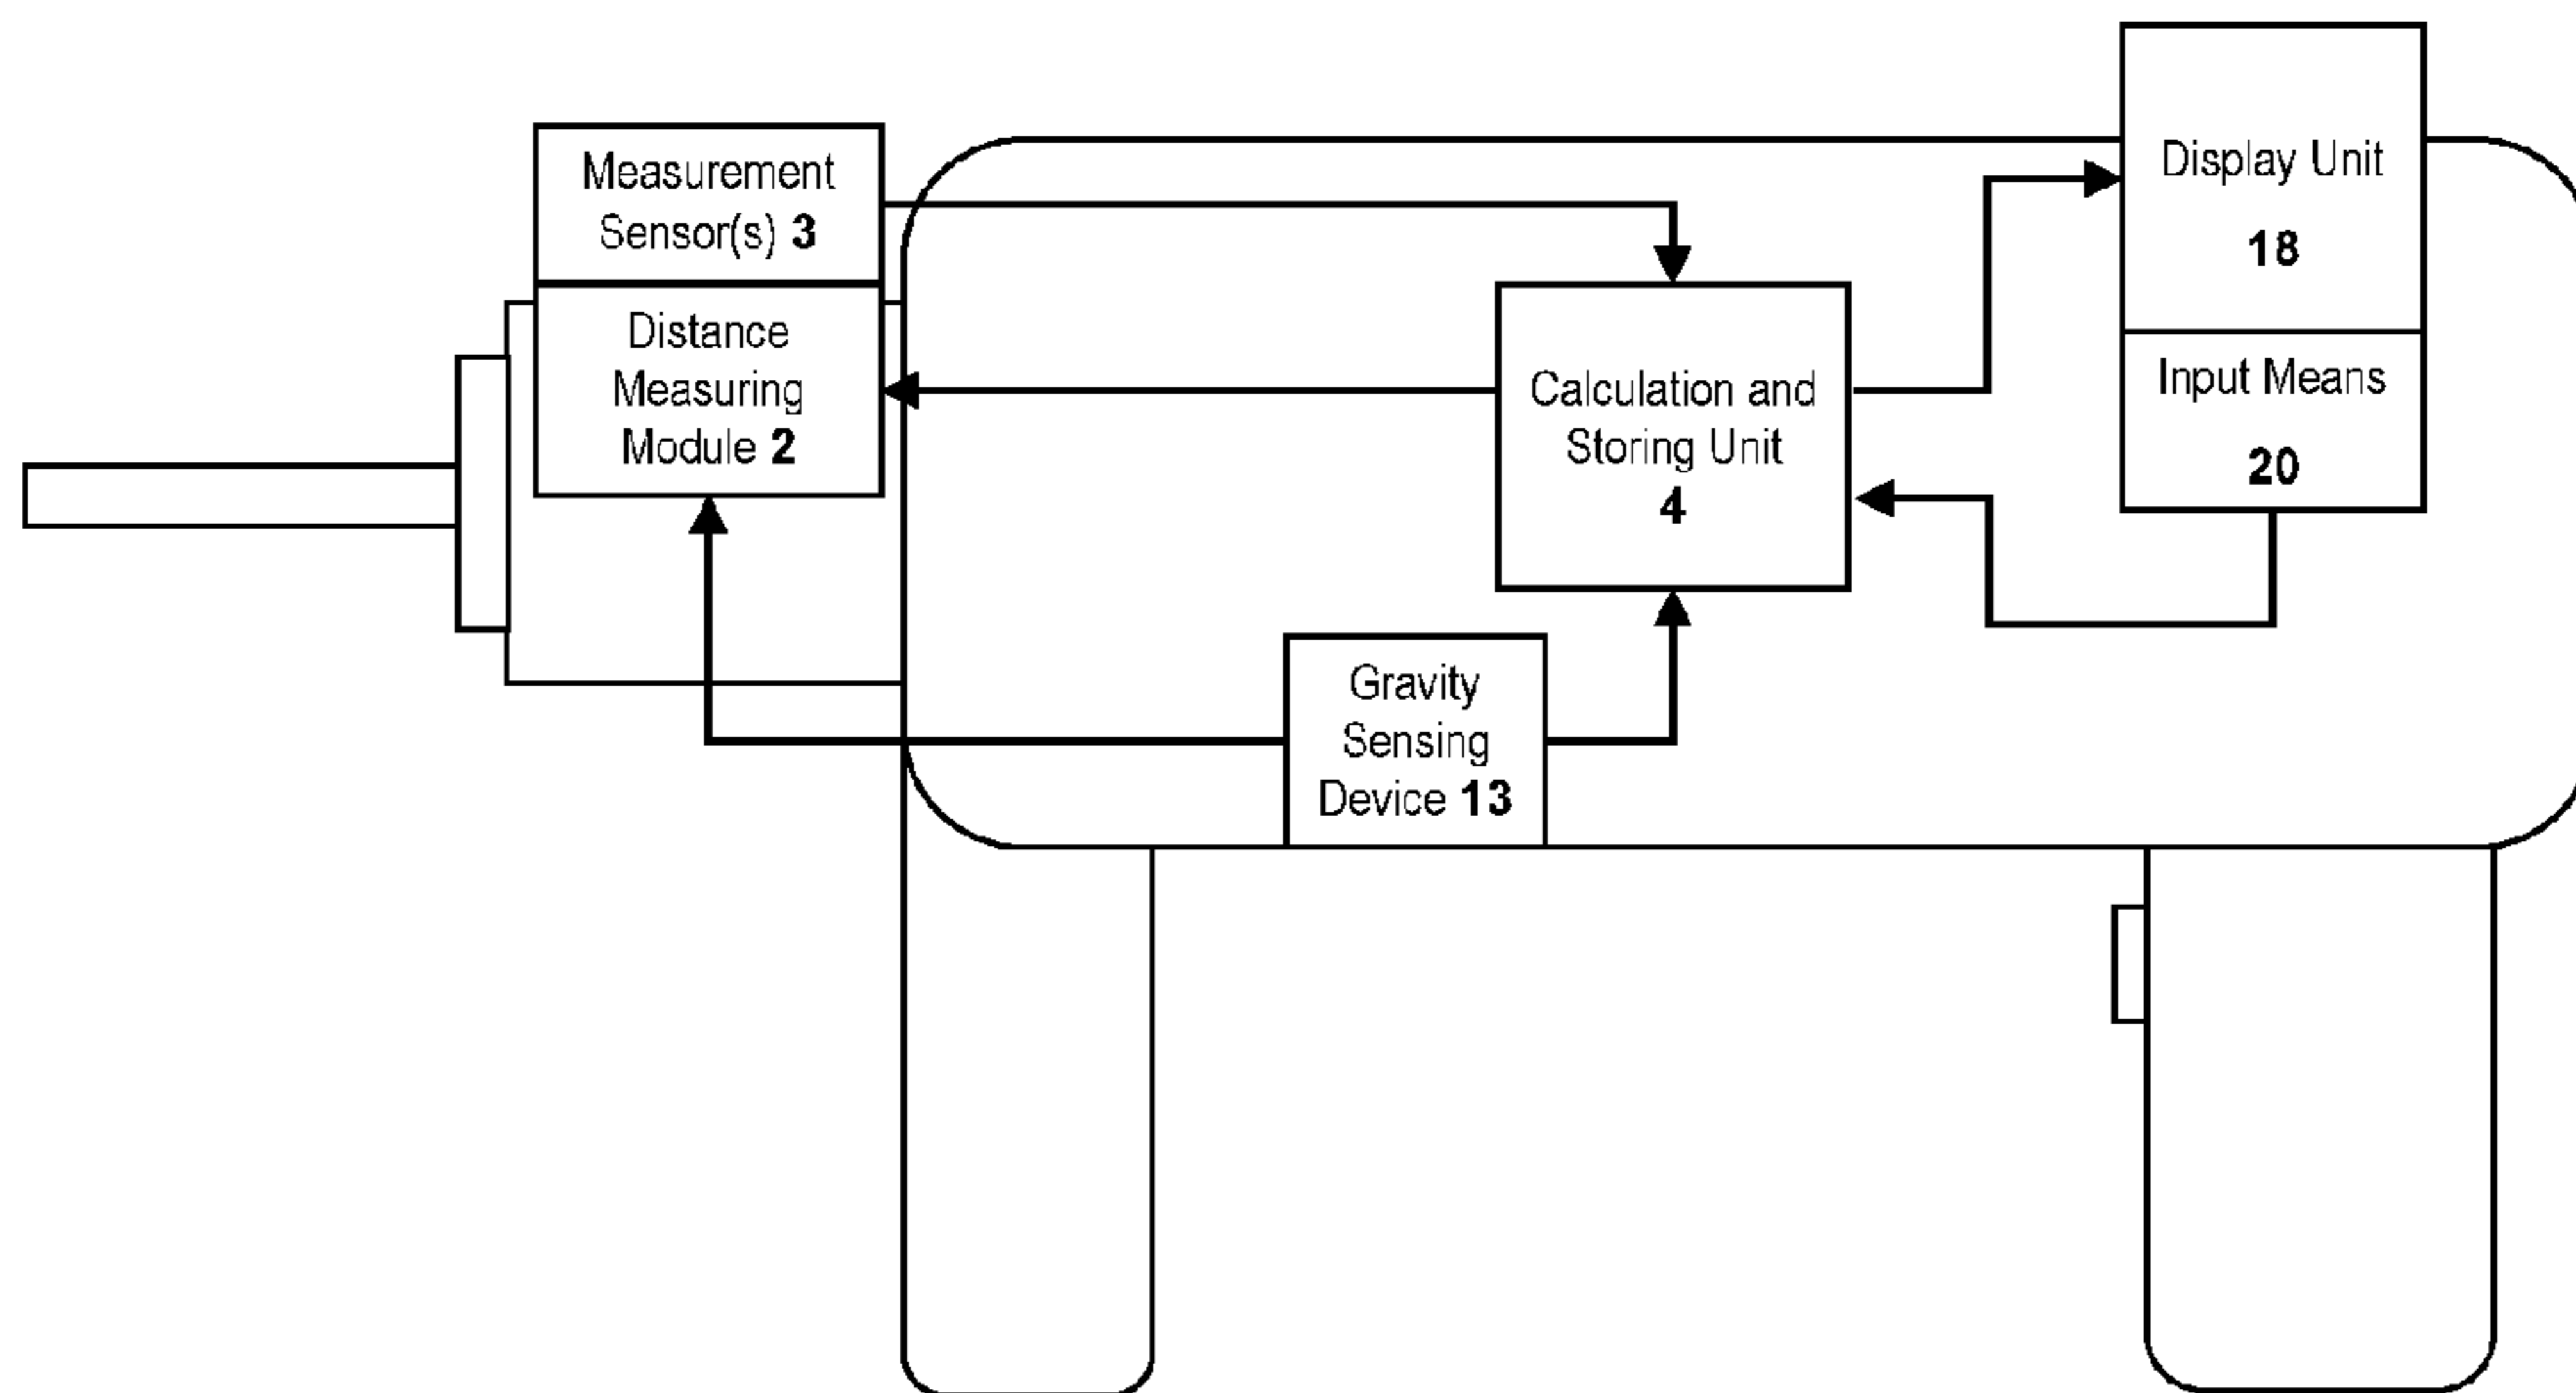 Measurement
Sensor(s) 3
Distance
Measuring
Module 2
Calculation and
Storing Unit
4
Display Unit
18
Input Means
20
Gravity
Sensing
Device 13